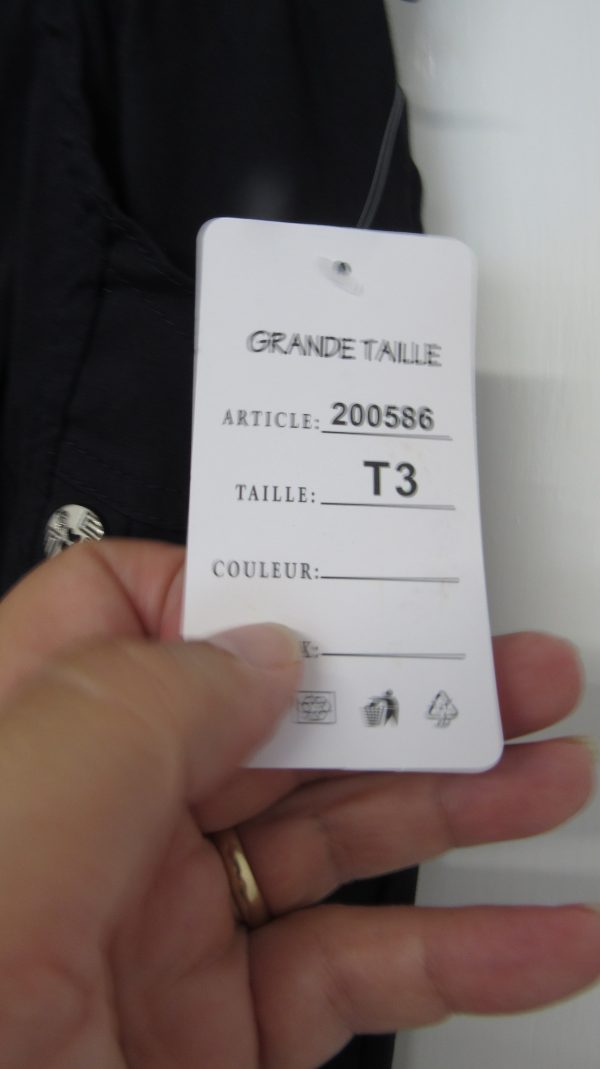 GRANDE TAILLE
ARTICLE: 200586
TAILLE: T3
COULEUR: